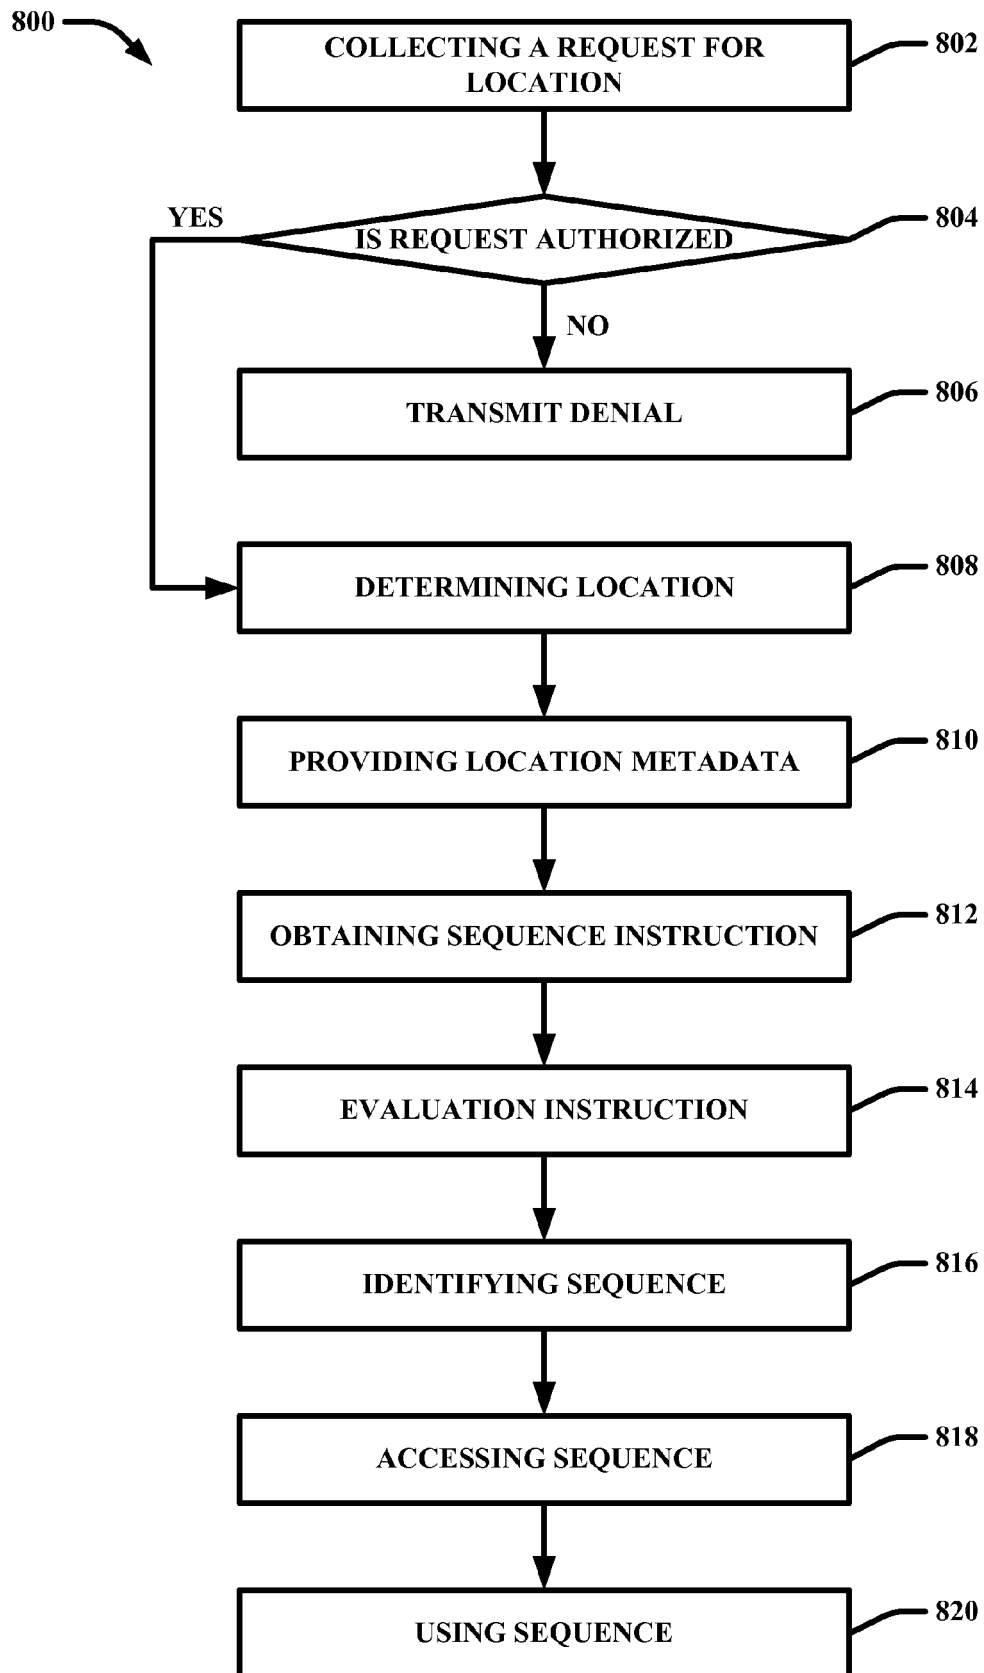 800
COLLECTING A REQUEST FOR
LOCATION
802
YES
IS REQUEST AUTHORIZED
804
NO
TRANSMIT DENIAL
806
DETERMINING LOCATION
808
PROVIDING LOCATION METADATA
810
OBTAINING SEQUENCE INSTRUCTION
812
EVALUATION INSTRUCTION
814
IDENTIFYING SEQUENCE
816
ACCESSING SEQUENCE
818
USING SEQUENCE
820